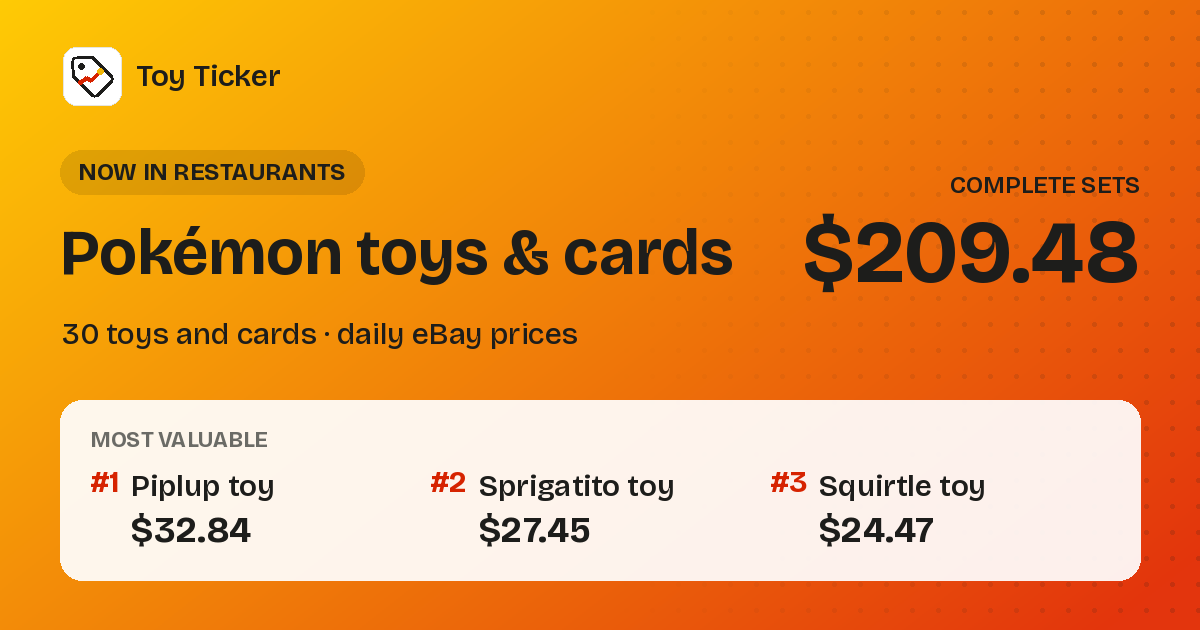 Toy Ticker
NOW IN RESTAURANTS
Pokémon toys & cards
30 toys and cards · daily eBay prices
COMPLETE SETS
$209.48
MOST VALUABLE
#1 Piplup toy
$32.84
#2 Sprigatito toy
$27.45
#3 Squirtle toy
$24.47